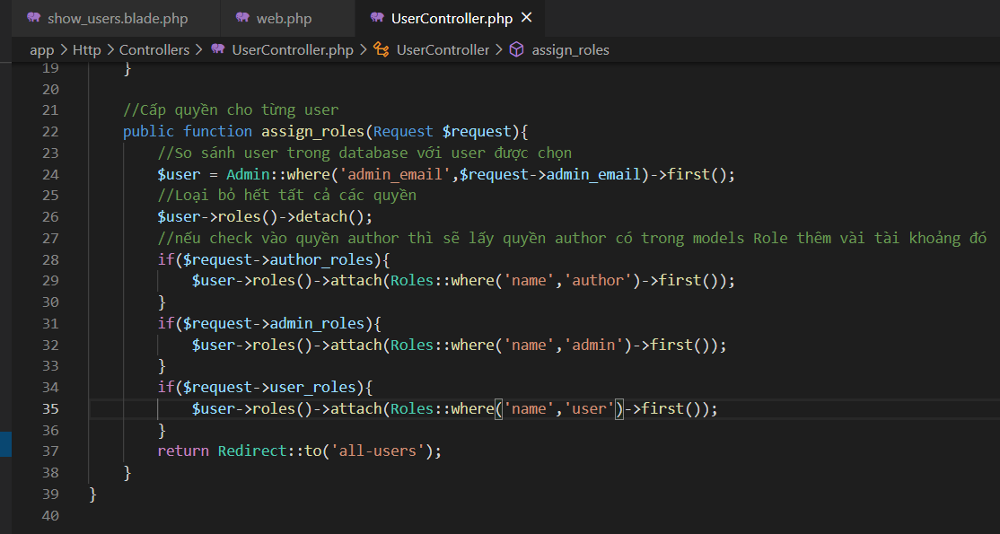 show_users.blade.php web.php UserController.php
app > Http > Controllers > UserController.php > UserController > assign_roles
19 }
20
21 //Cấp quyền cho từng user
22 public function assign_roles(Request $request){
23 //So sánh user trong database với user được chọn
24 $user = Admin::where('admin_email',$request->admin_email)->first();
25 //Loại bỏ hết tất cả các quyền
26 $user->roles()->detach();
27 //nếu check vào quyền author thì sẽ lấy quyền author có trong models Role thêm vài tài khoảng đó
28 if($request->author_roles){
29 $user->roles()->attach(Roles::where('name','author')->first());
30 }
31 if($request->admin_roles){
32 $user->roles()->attach(Roles::where('name','admin')->first());
33 }
34 if($request->user_roles){
35 $user->roles()->attach(Roles::where('name','user')->first());
36 }
37 return Redirect::to('all-users');
38 }
39 }
40